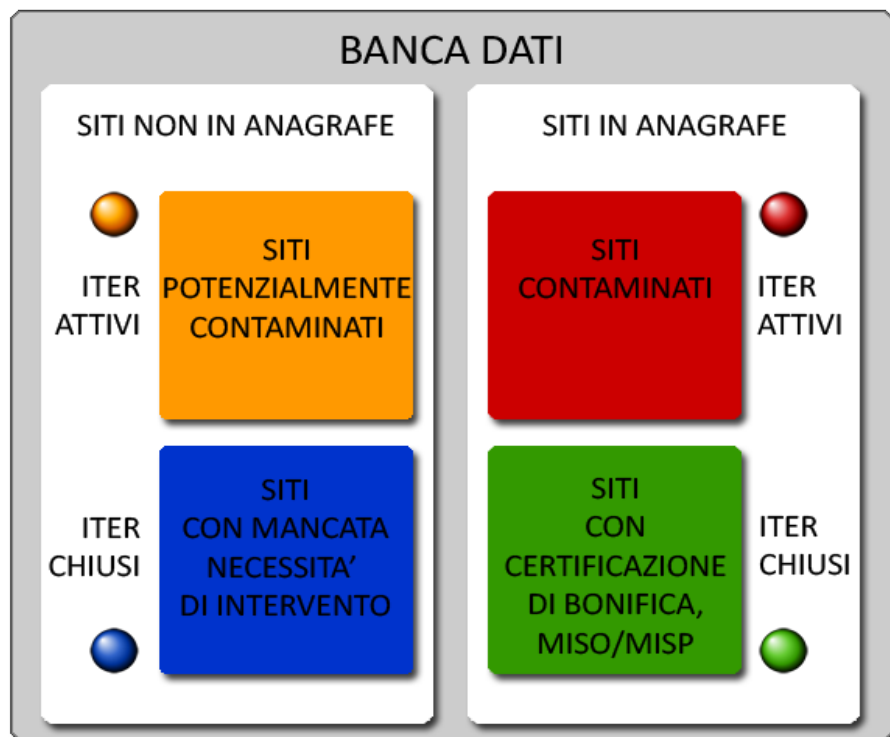 BANCA DATI
SITI NON IN ANAGRAFE
ITER
ATTIVI
SITI
POTENZIALMENTE
CONTAMINATI
ITER
CHIUSI
SITI
CON MANCATA
NECESSITA’
DI INTERVENTO
SITI IN ANAGRAFE
SITI
CONTAMINATI
ITER
ATTIVI
SITI
CON
CERTIFICAZIONE
DI BONIFICA,
MISO/MISP
ITER
CHIUSI